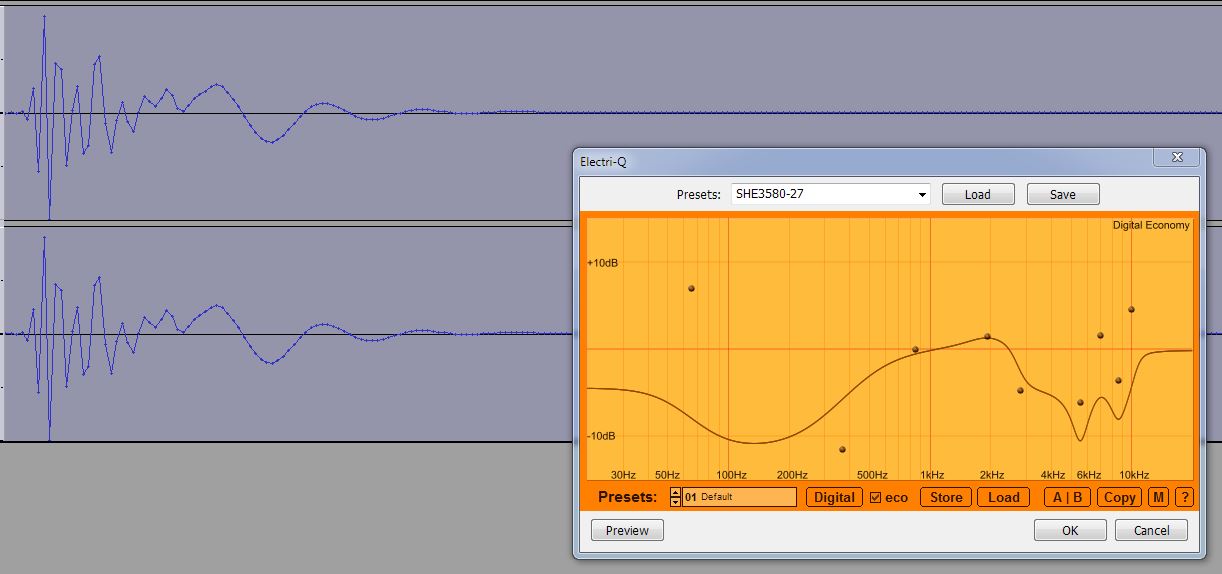 Electri-Q
Presets: SHE3580-27 Load Save
Digital Economy
+10dB
-10dB
30Hz 50Hz 100Hz 200Hz 500Hz 1kHz 2kHz 4kHz 6kHz 10kHz
Presets: 01 Default Digital eco Store Load A | B Copy M ?
Preview OK Cancel